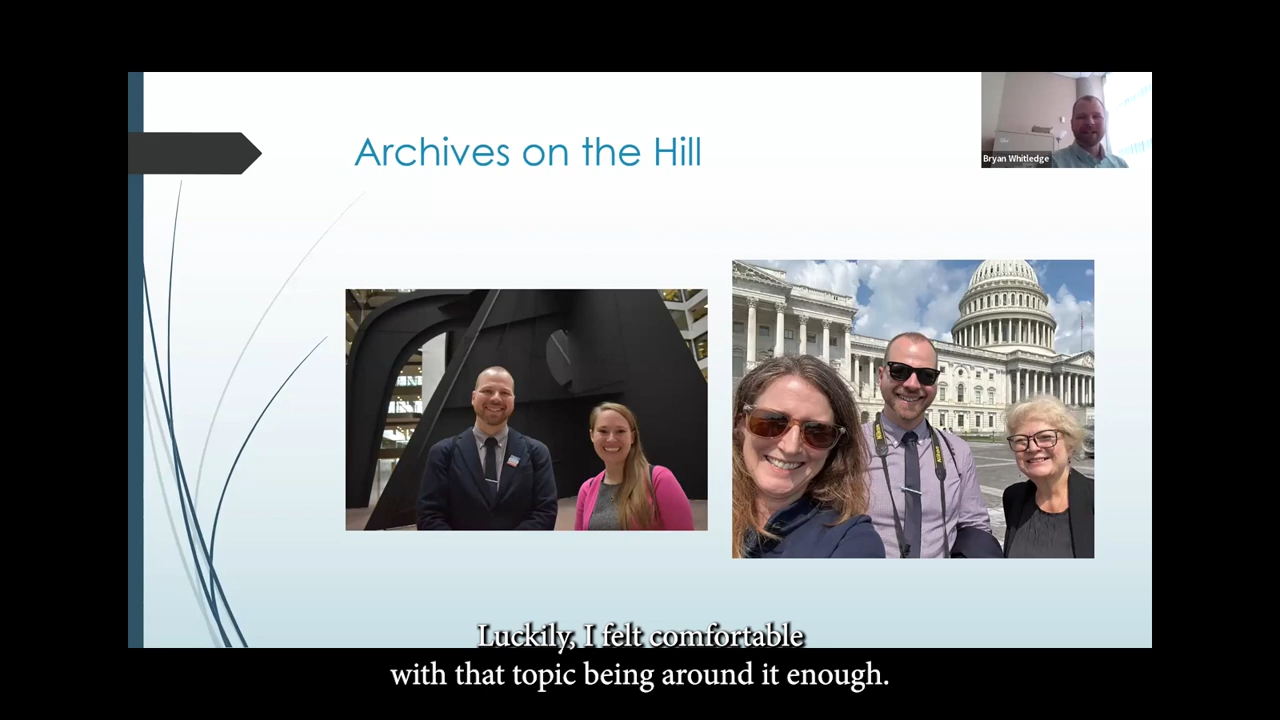 Archives on the Hill
Bryan Whitledge
Luckily, I felt comfortable
with that topic being around it enough.